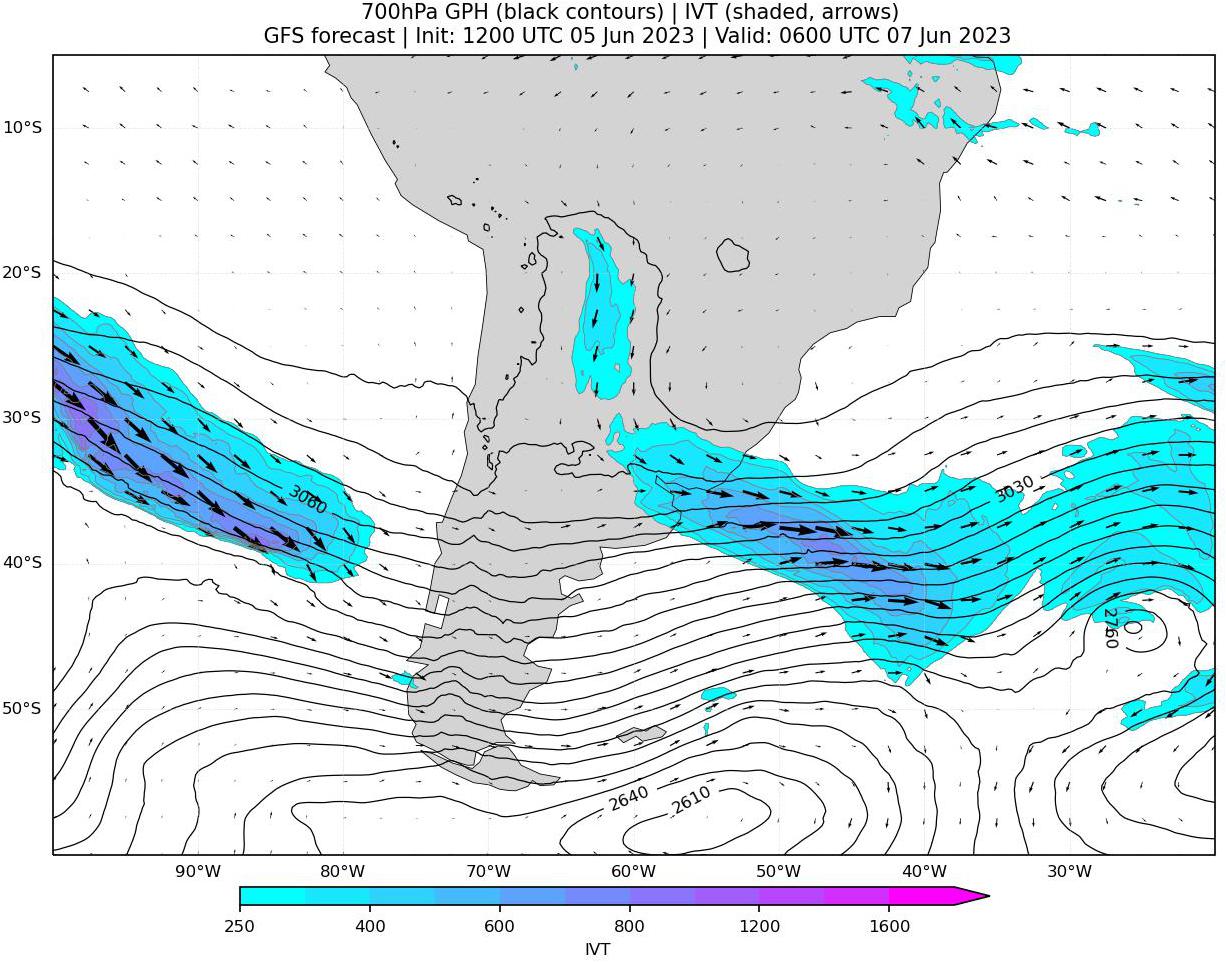 700hPa GPH (black contours) | IVT (shaded, arrows)
GFS forecast | Init: 1200 UTC 05 Jun 2023 | Valid: 0600 UTC 07 Jun 2023
10°S
20°S
30°S
3060
3030
40°S
2760
50°S
2640
2610
90°W 80°W 70°W 60°W 50°W 40°W 30°W
250 400 600 800 1200 1600
IVT